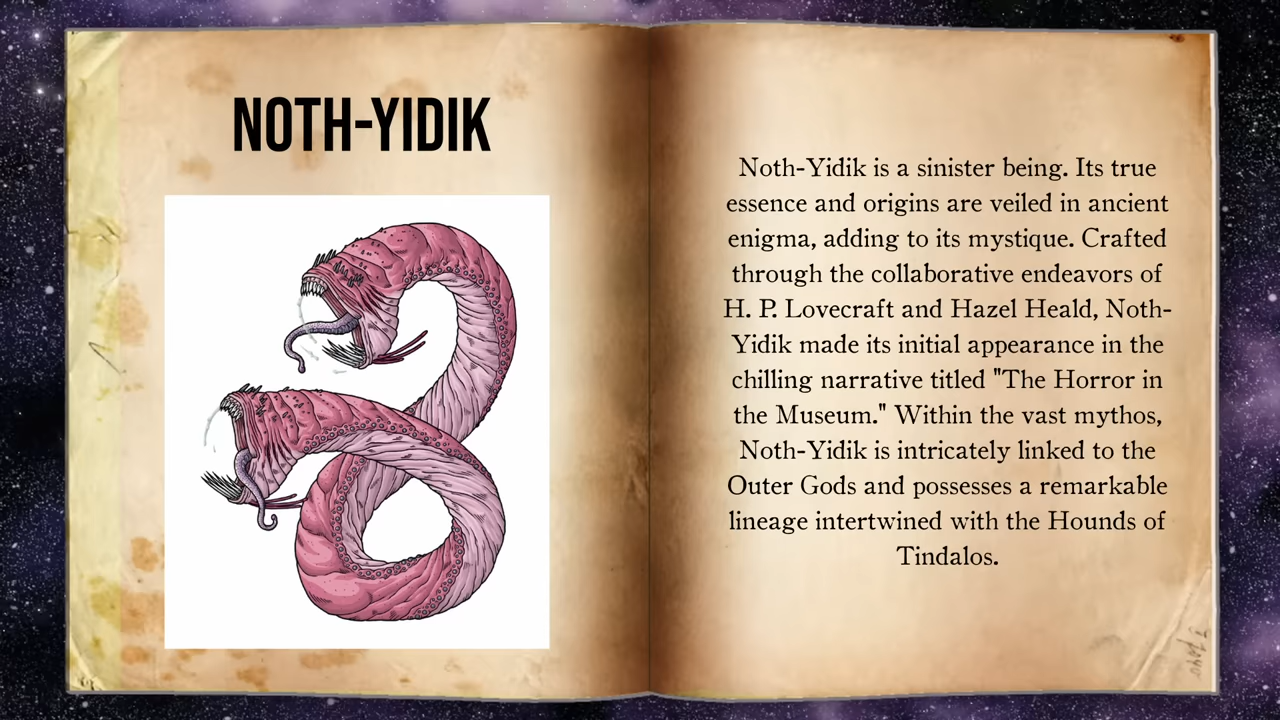 NOTH-YIDIK
Noth-Yidik is a sinister being. Its true
essence and origins are veiled in ancient
enigma, adding to its mystique. Crafted
through the collaborative endeavors of
H. P. Lovecraft and Hazel Heald, Noth-
Yidik made its initial appearance in the
chilling narrative titled "The Horror in
the Museum." Within the vast mythos,
Noth-Yidik is intricately linked to the
Outer Gods and possesses a remarkable
lineage intertwined with the Hounds of
Tindalos.